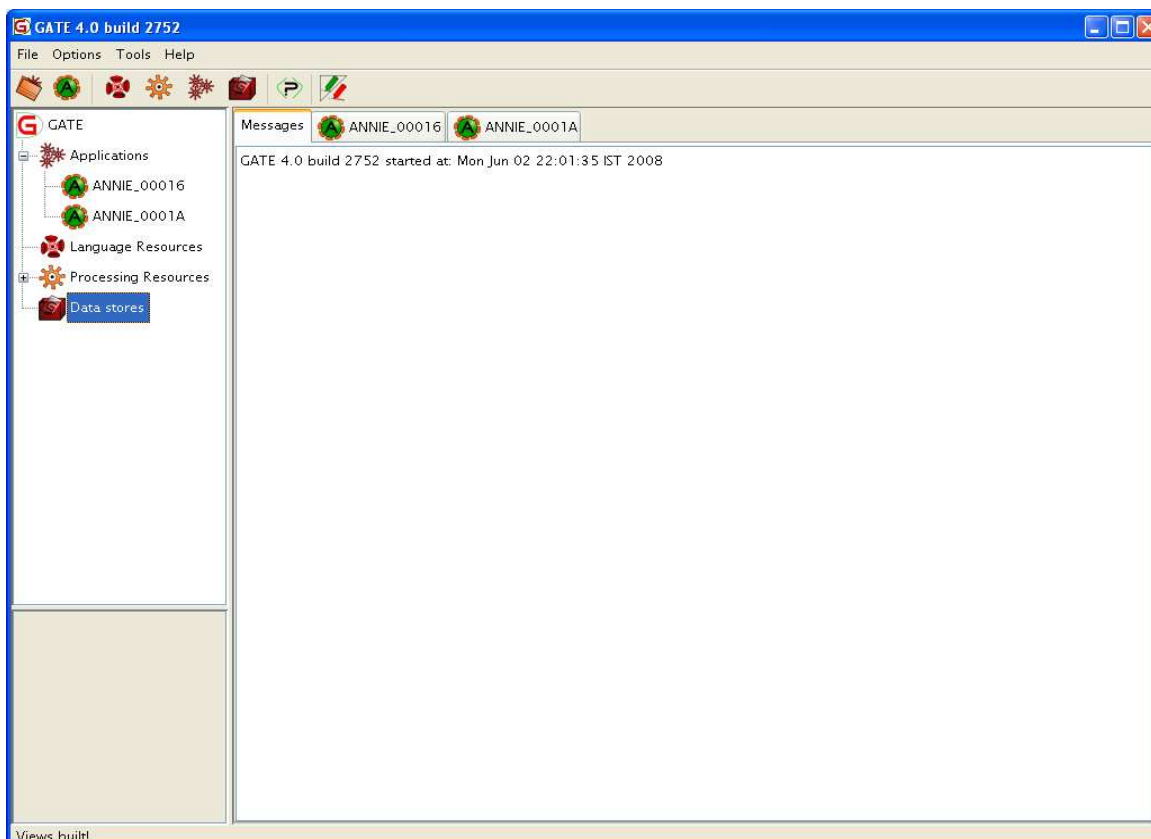 GATE 4.0 build 2752
File Options Tools Help
GATE
Applications
ANNIE_00016
ANNIE_0001A
Language Resources
Processing Resources
Data stores
Messages ANNIE_00016 ANNIE_0001A
GATE 4.0 build 2752 started at: Mon Jun 02 22:01:35 IST 2008
Views built!